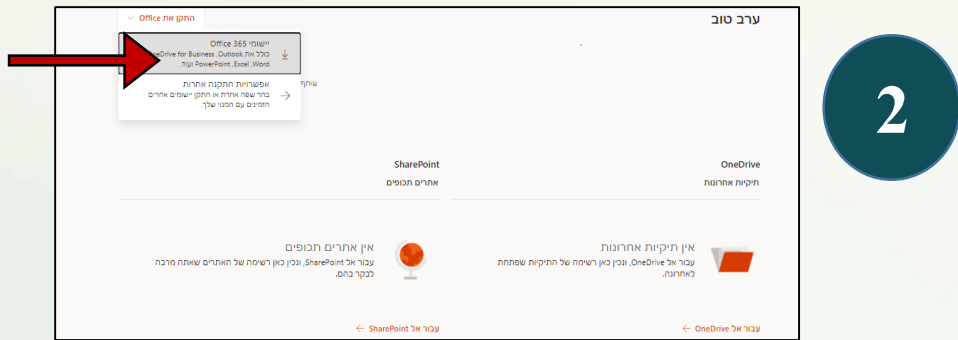 ערב טוב
התקן את Office
יישומי Office 365
כולל את Outlook, OneDrive for Business,
Word, Excel, PowerPoint ועוד.
אפשרויות התקנה אחרות
בחר שפה אחרת או התקן יישומים אחרים
הזמינים עם המנוי שלך.
שותף
2
OneDrive
תיקיות אחרונות
אין תיקיות אחרונות
עבור אל OneDrive, ונכין כאן רשימה של התיקיות שפתחת
לאחרונה.
עבור אל OneDrive
SharePoint
אתרים תכופים
אין אתרים תכופים
עבור אל SharePoint, ונכין כאן רשימה של האתרים שאתה מרבה
לבקר בהם.
עבור אל SharePoint